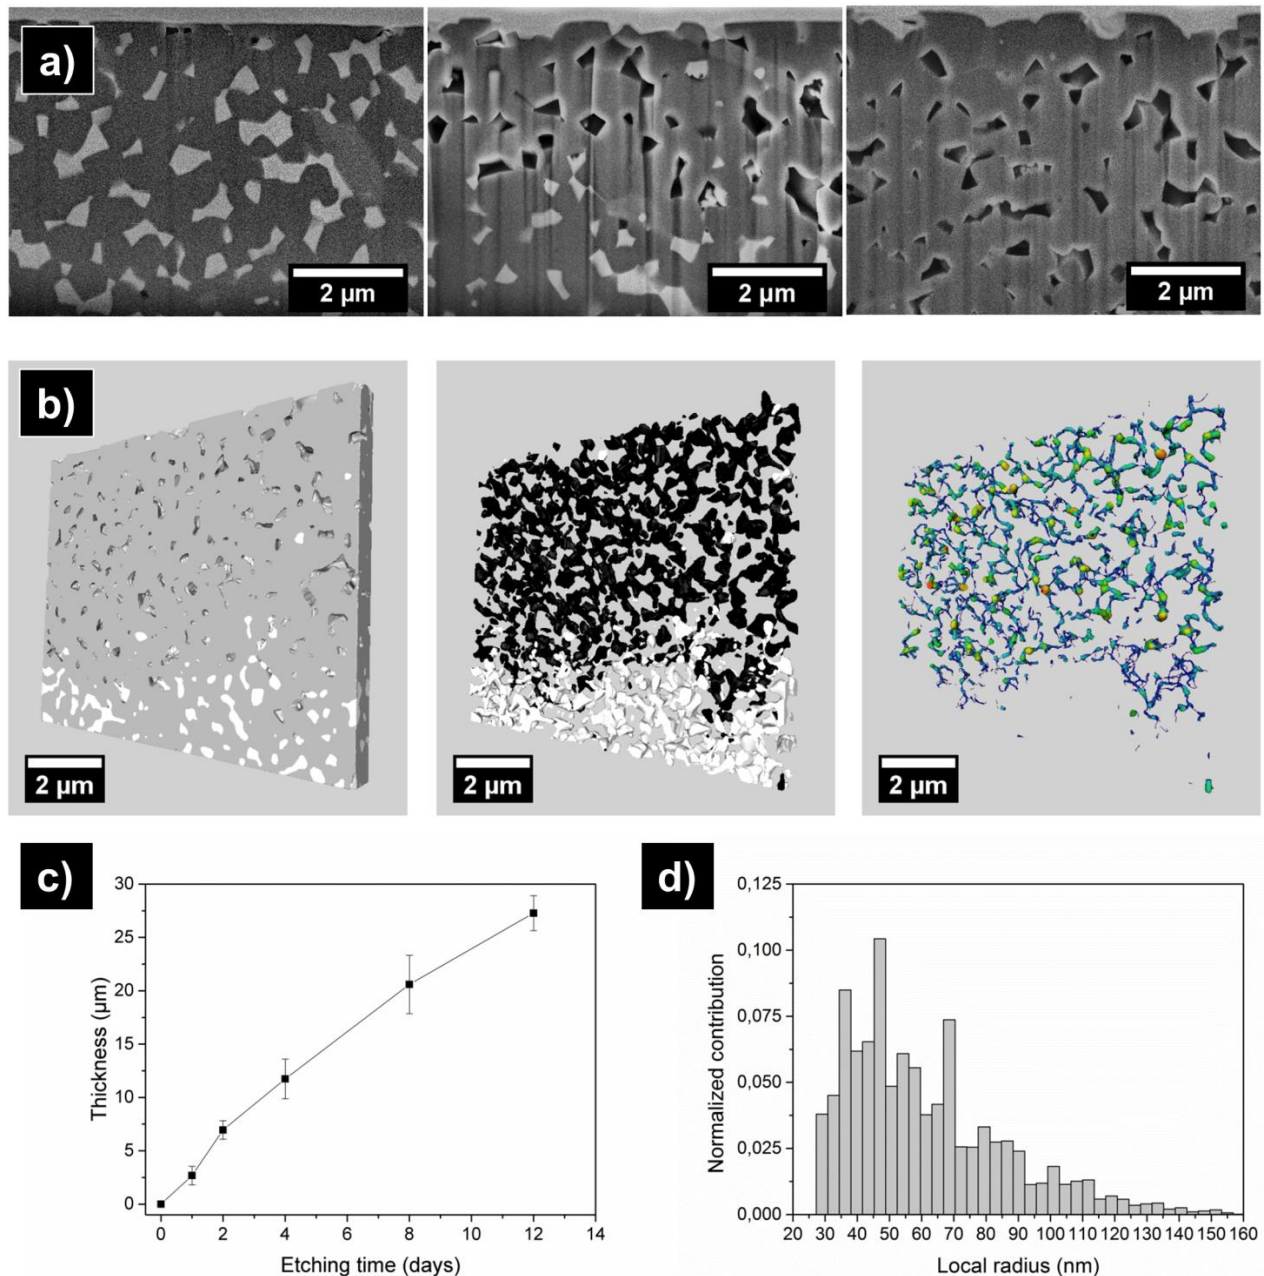 a)
2 µm
2 µm
2 µm
b)
2 µm
2 µm
2 µm
c)
30
25
20
15
10
5
0
Thickness (µm)
0 2 4 6 8 10 12 14
Etching time (days)
d)
0,125
0,100
0,075
0,050
0,025
0,000
Normalized contribution
20 30 40 50 60 70 80 90 100 110 120 130 140 150 160
Local radius (nm)